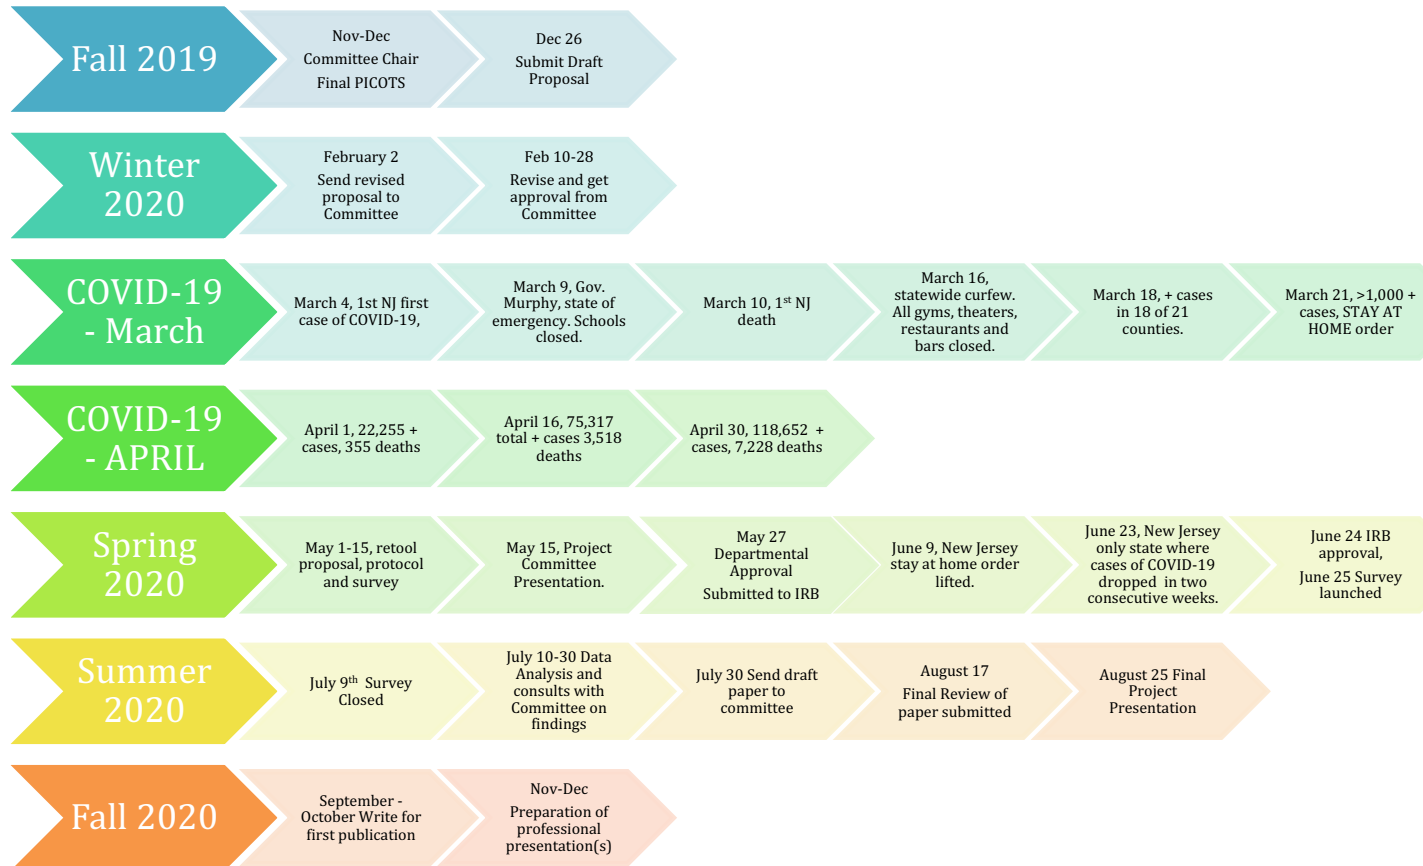 Fall 2019
Nov-Dec
Committee Chair
Final PICOTS
Dec 26
Submit Draft
Proposal
Winter
2020
February 2
Send revised
proposal to
Committee
Feb 10-28
Revise and get
approval from
Committee
COVID-19
- March
March 4, 1st NJ first
case of COVID-19,
March 9, Gov.
Murphy, state of
emergency. Schools
closed.
March 10, 1st NJ
death
March 16,
statewide curfew.
All gyms, theaters,
restaurants and
bars closed.
March 18, + cases
in 18 of 21
counties.
March 21, >1,000 +
cases, STAY AT
HOME order
COVID-19
- APRIL
April 1, 22,255 +
cases, 355 deaths
April 16, 75,317
total + cases 3,518
deaths
April 30, 118,652 +
cases, 7,228 deaths
Spring
2020
May 1-15, retool
proposal, protocol
and survey
May 15, Project
Committee
Presentation.
May 27
Departmental
Approval
Submitted to IRB
June 9, New Jersey
stay at home order
lifted.
June 23, New Jersey
only state where
cases of COVID-19
dropped in two
consecutive weeks.
June 24 IRB
approval,
June 25 Survey
launched
Summer
2020
July 9th Survey
Closed
July 10-30 Data
Analysis and
consults with
Committee on
findings
July 30 Send draft
paper to
committee
August 17
Final Review of
paper submitted
August 25 Final
Project
Presentation
Fall 2020
September -
October Write for
first publication
Nov-Dec
Preparation of
professional
presentation(s)